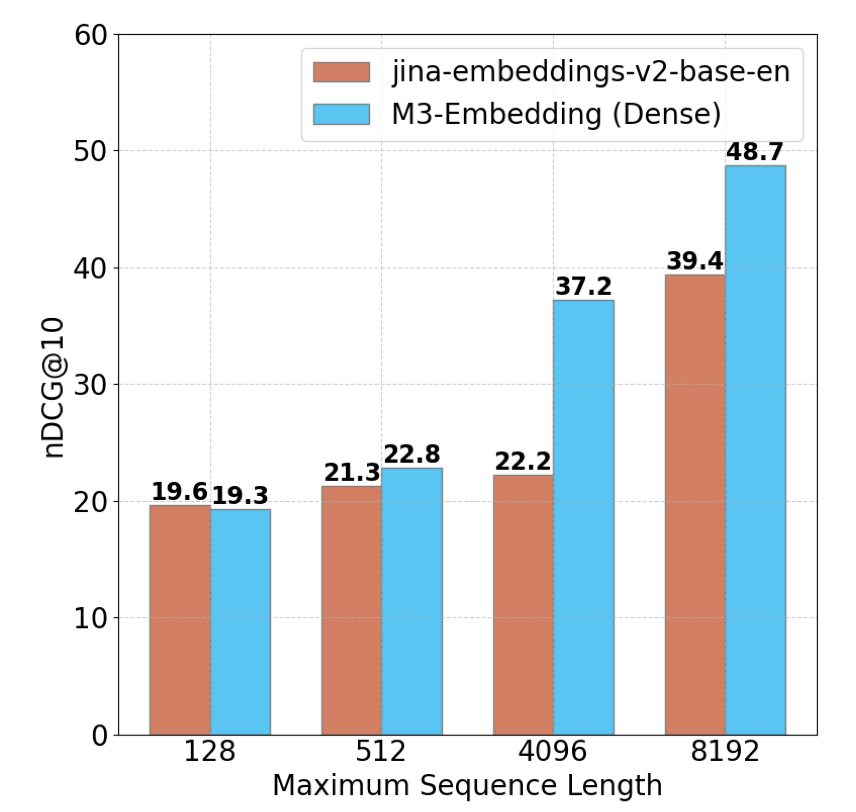 60
50
40
30
20
10
0
nDCG@10
jina-embeddings-v2-base-en
M3-Embedding (Dense)
19.6 19.3
21.3 22.8
22.2 37.2
39.4 48.7
128 512 4096 8192
Maximum Sequence Length